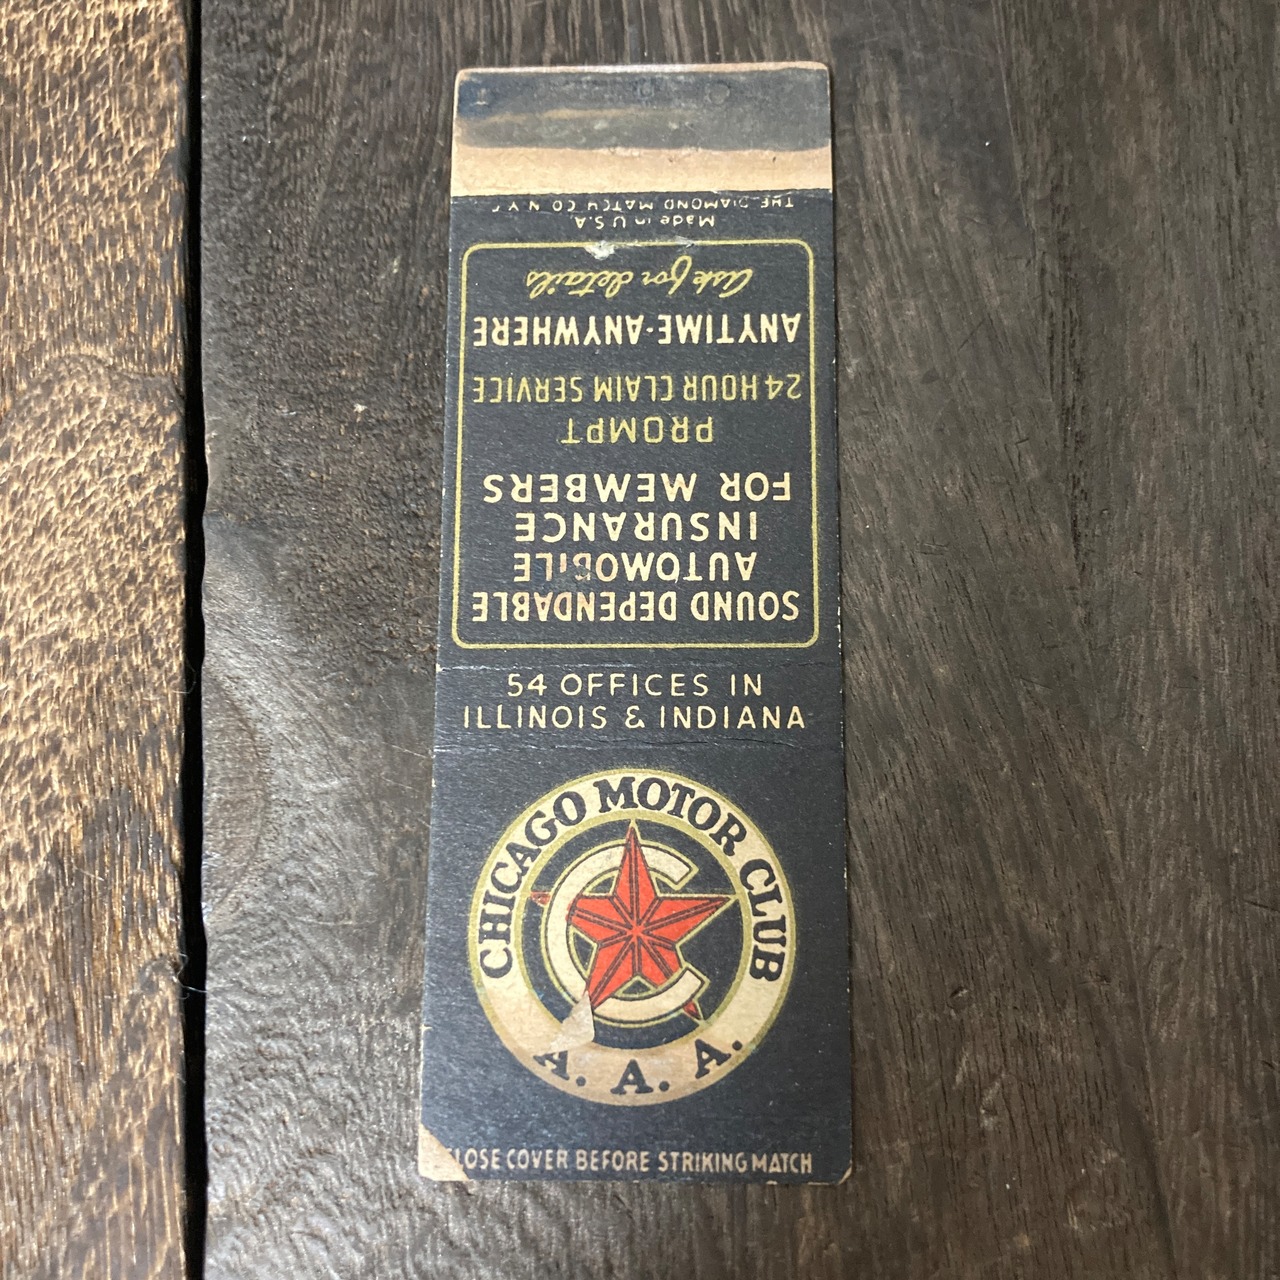 THE DIAMOND MATCH CO N.Y.C
Made in U.S.A.
SOUND DEPENDABLE
AUTOMOBILE
INSURANCE
FOR MEMBERS
PROMPT
24 HOUR CLAIM SERVICE
ANYTIME·ANYWHERE
ask for details
54 OFFICES IN
ILLINOIS & INDIANA
CHICAGO MOTOR CLUB
C
A. A. A.
CLOSE COVER BEFORE STRIKING MATCH